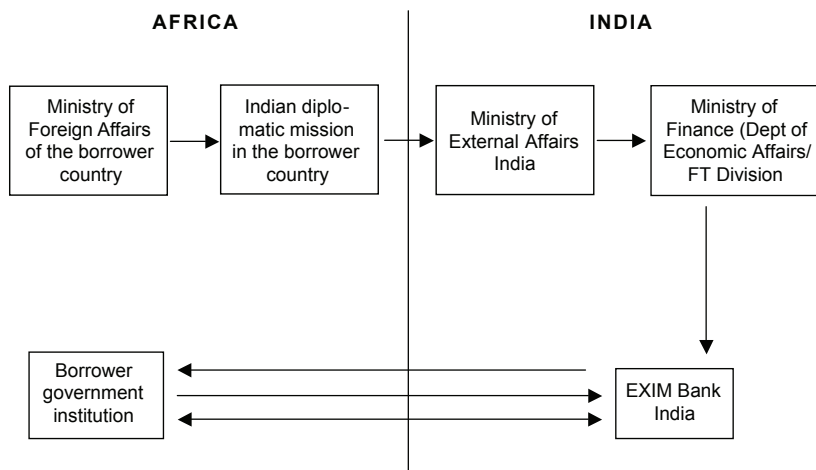 AFRICA
INDIA
Ministry of
Foreign Affairs
of the borrower
country
Indian diplo-
matic mission
in the borrower
country
Ministry of
External Affairs
India
Ministry of
Finance (Dept of
Economic Affairs/
FT Division
Borrower
government
institution
EXIM Bank
India